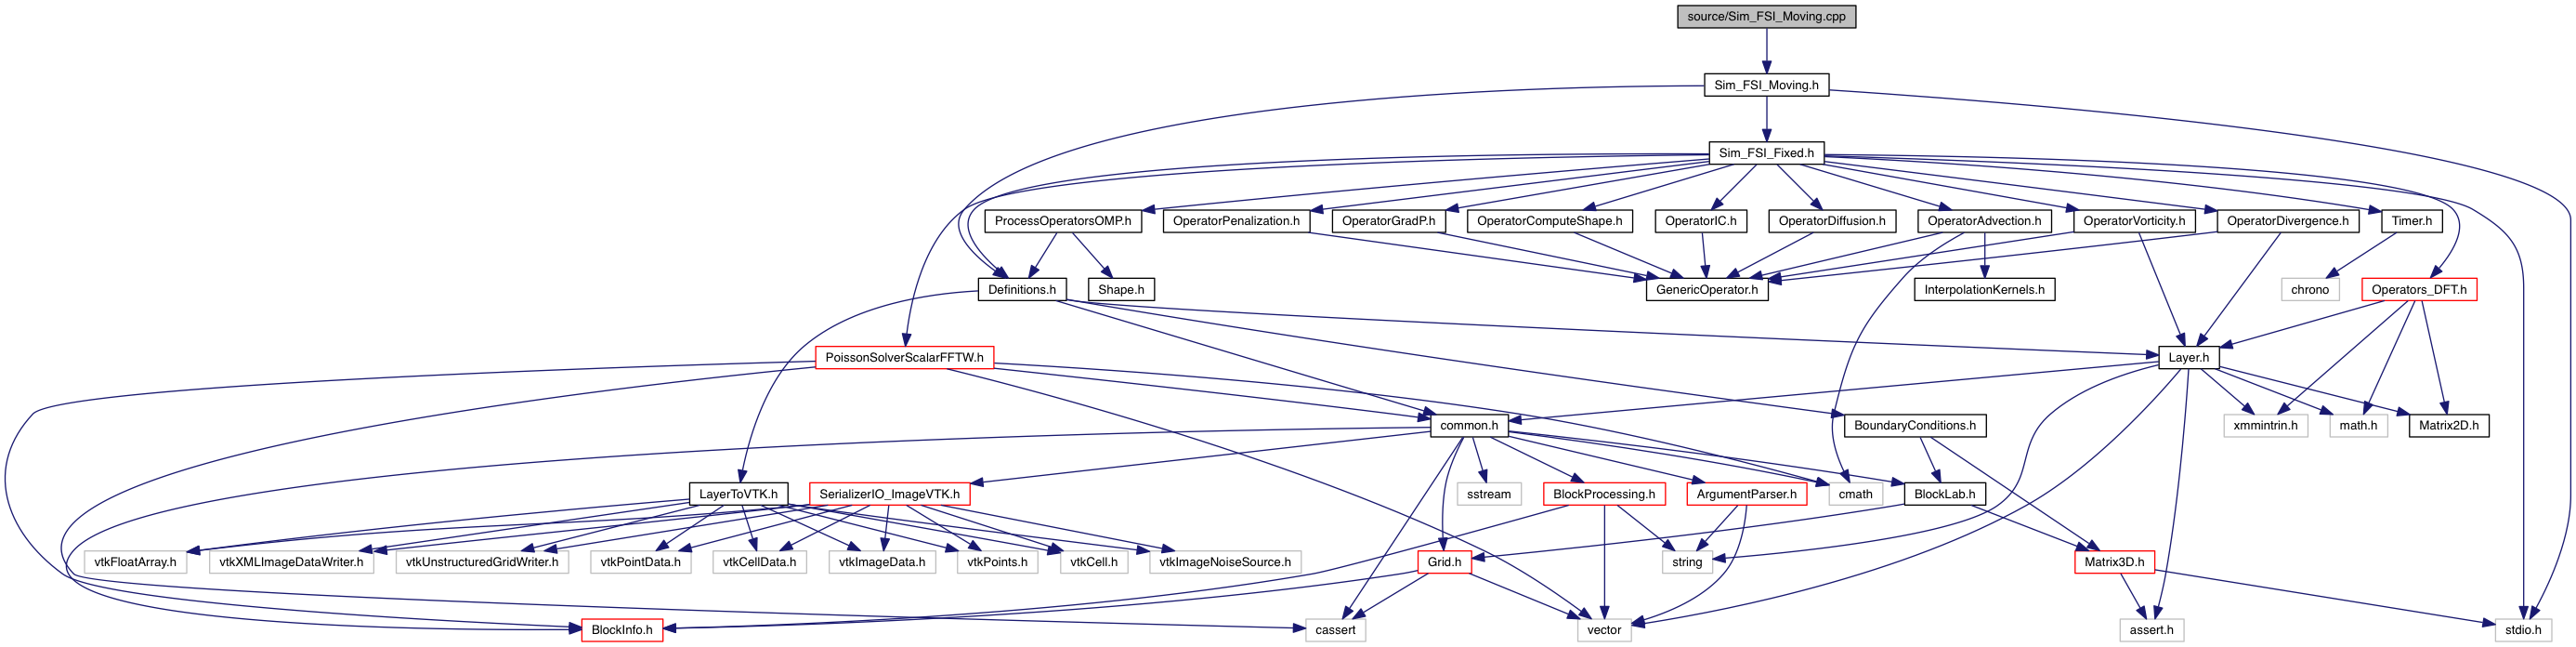 source/Sim_FSI_Moving.cpp
Sim_FSI_Moving.h
Sim_FSI_Fixed.h
ProcessOperatorsOMP.h
OperatorPenalization.h
OperatorGradP.h
OperatorComputeShape.h
OperatorIC.h
OperatorDiffusion.h
OperatorAdvection.h
OperatorVorticity.h
OperatorDivergence.h
Timer.h
Definitions.h
Shape.h
GenericOperator.h
InterpolationKernels.h
chrono
Operators_DFT.h
PoissonSolverScalarFFTW.h
Layer.h
common.h
BoundaryConditions.h
xmmintrin.h
math.h
Matrix2D.h
LayerToVTK.h
SerializerIO_ImageVTK.h
sstream
BlockProcessing.h
ArgumentParser.h
cmath
BlockLab.h
vtkFloatArray.h
vtkXMLImageDataWriter.h
vtkUnstructuredGridWriter.h
vtkPointData.h
vtkCellData.h
vtkImageData.h
vtkPoints.h
vtkCell.h
vtkImageNoiseSource.h
Grid.h
string
Matrix3D.h
BlockInfo.h
cassert
vector
assert.h
stdio.h